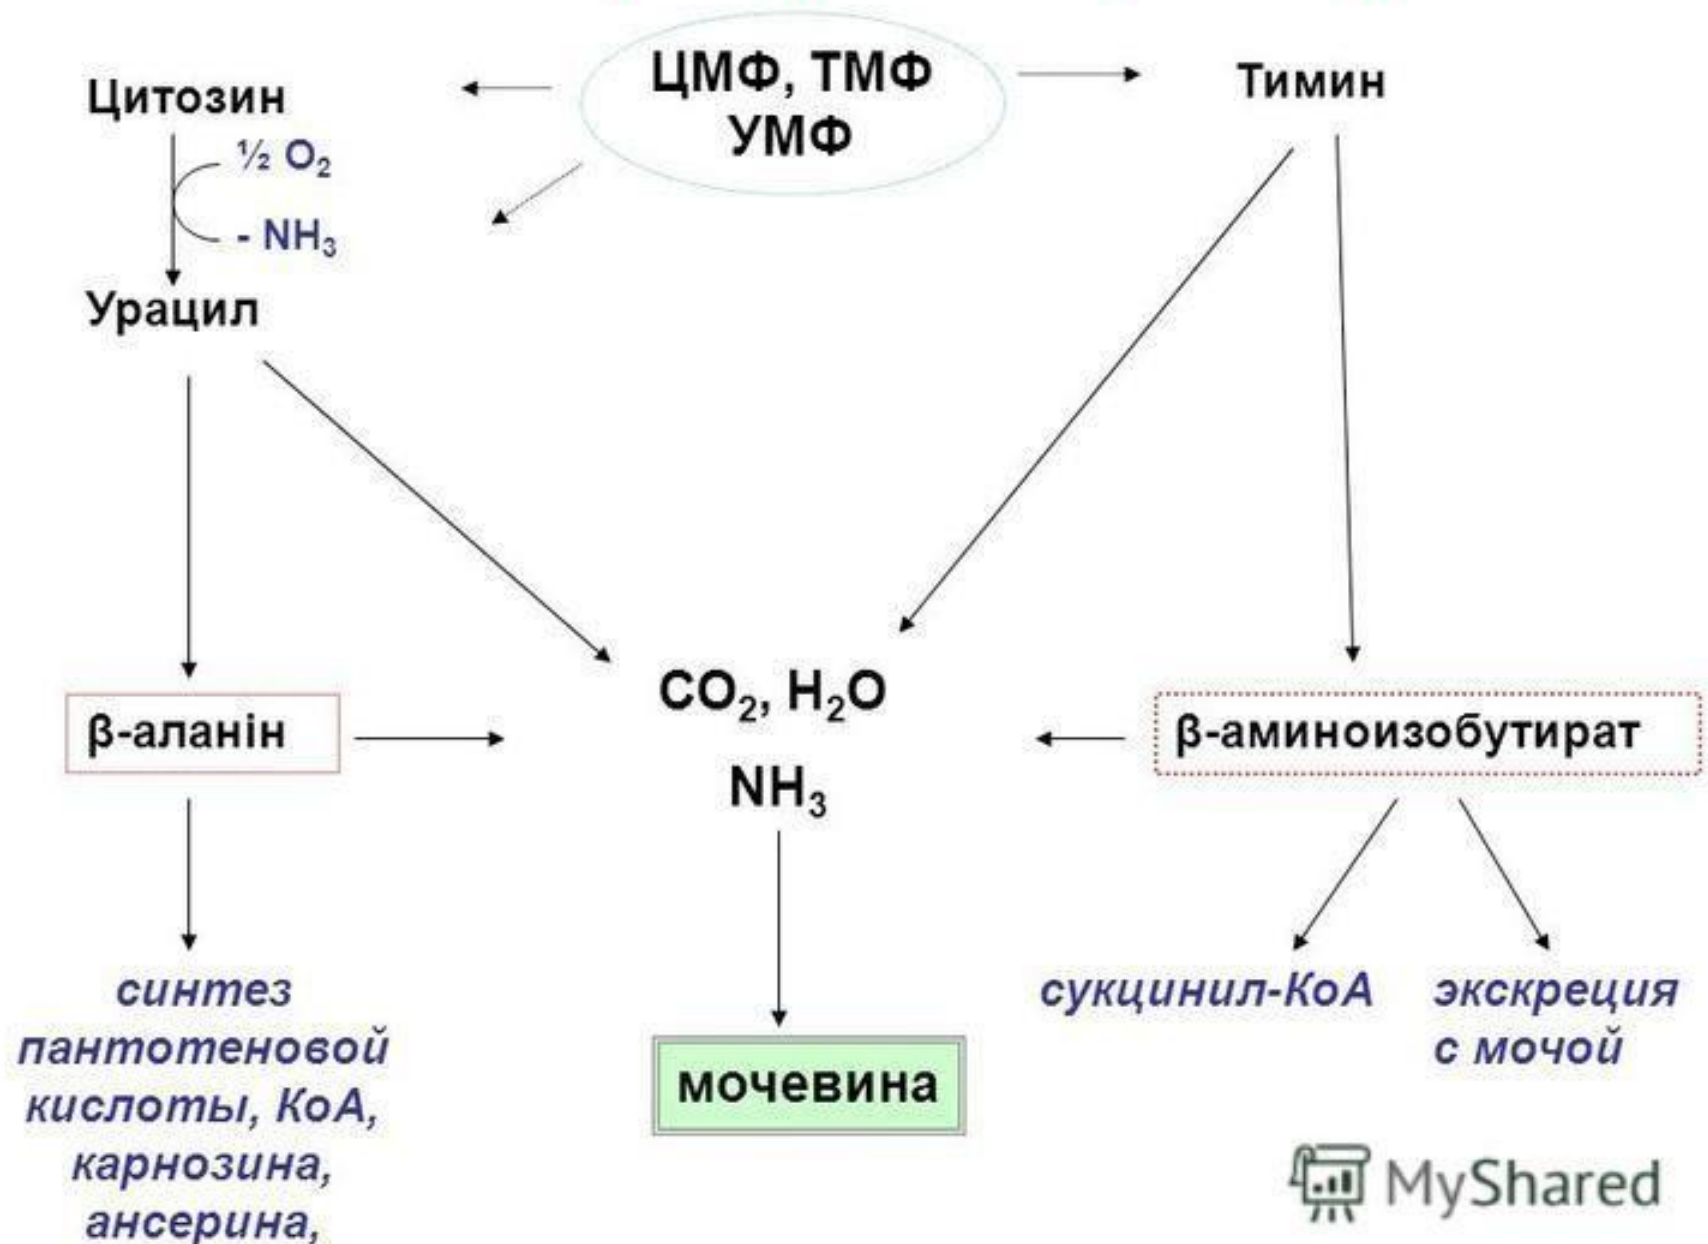 ЦМФ, ТМФ
УМФ
Цитозин
Тимин
½ O₂
- NH₃
Урацил
CO₂, H₂O
NH₃
β-аланін
β-аминоизобутират
синтез
пантотеновой
кислоты, КоА,
карнозина,
ансерина,
мочевина
сукцинил-КоА
экскреция
с мочой
MyShared